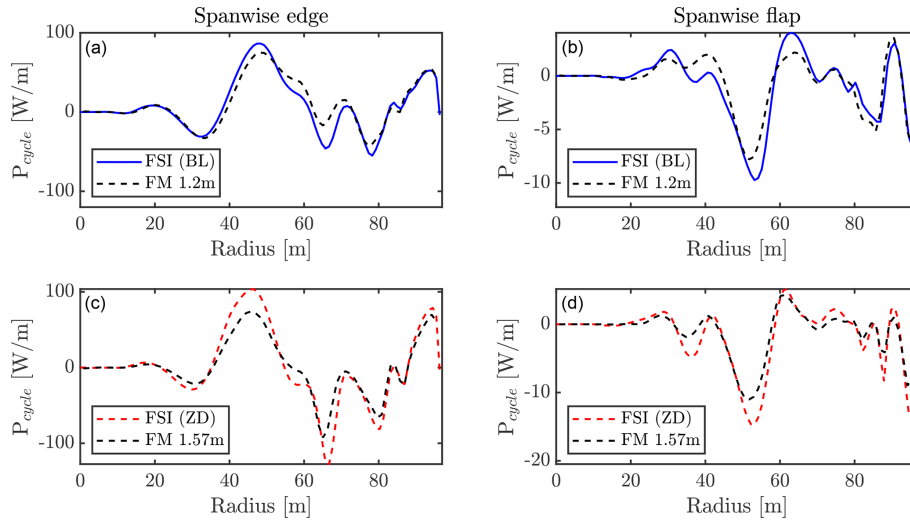 Spanwise edge
(a)
P_cycle [W/m]
100
0
-100
FSI (BL)
FM 1.2m
0 20 40 60 80
Radius [m]
Spanwise flap
(b)
P_cycle [W/m]
0
-5
-10
FSI (BL)
FM 1.2m
0 20 40 60 80
Radius [m]
(c)
P_cycle [W/m]
100
0
-100
FSI (ZD)
FM 1.57m
0 20 40 60 80
Radius [m]
(d)
P_cycle [W/m]
0
-10
-20
FSI (ZD)
FM 1.57m
0 20 40 60 80
Radius [m]